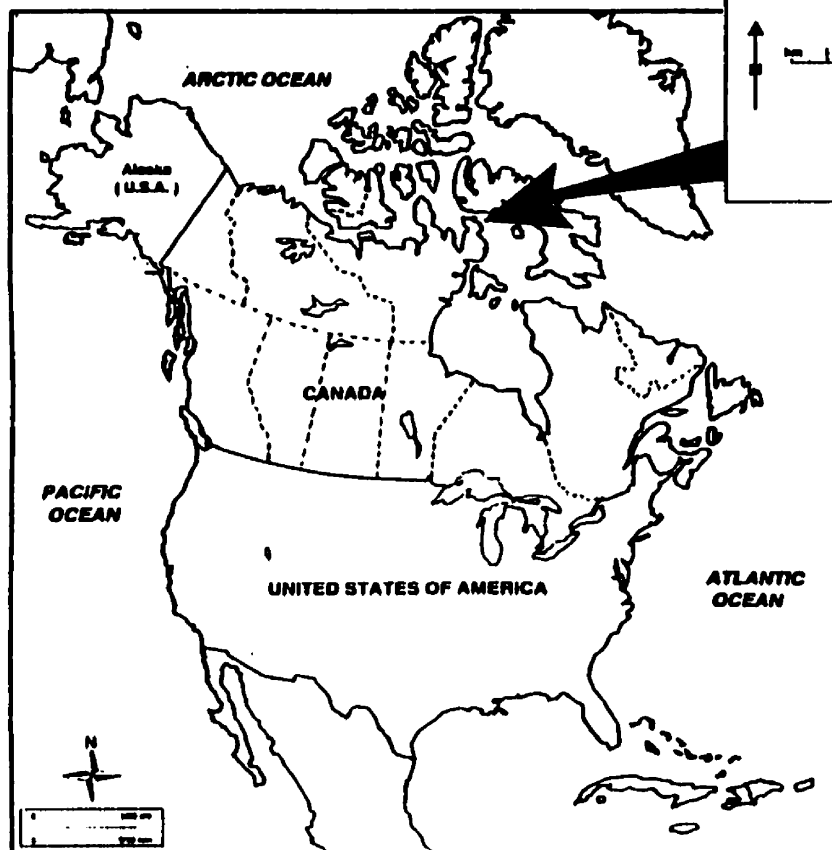 ARCTIC OCEAN
Alaska
( U.S.A. )
CANADA
PACIFIC
OCEAN
UNITED STATES OF AMERICA
ATLANTIC
OCEAN
N